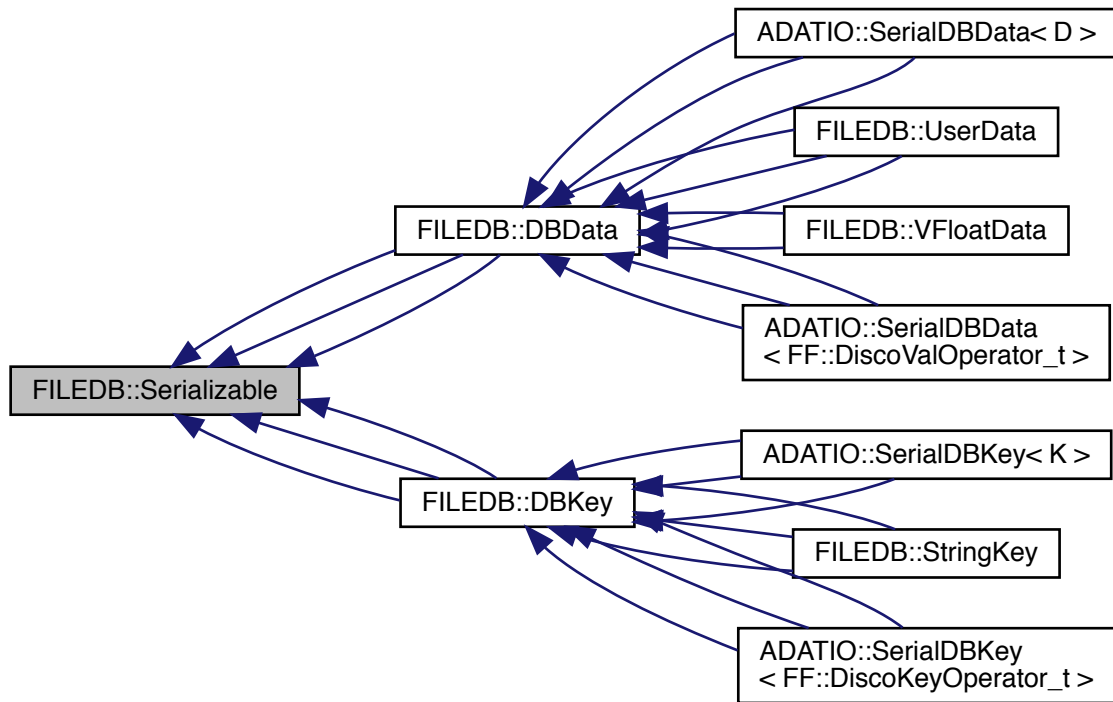 ADATIO::SerialDBData< D >
FILEDB::UserData
FILEDB::DBData
FILEDB::VFloatData
ADATIO::SerialDBData
< FF::DiscoValOperator_t >
FILEDB::Serializable
ADATIO::SerialDBKey< K >
FILEDB::DBKey
FILEDB::StringKey
ADATIO::SerialDBKey
< FF::DiscoKeyOperator_t >